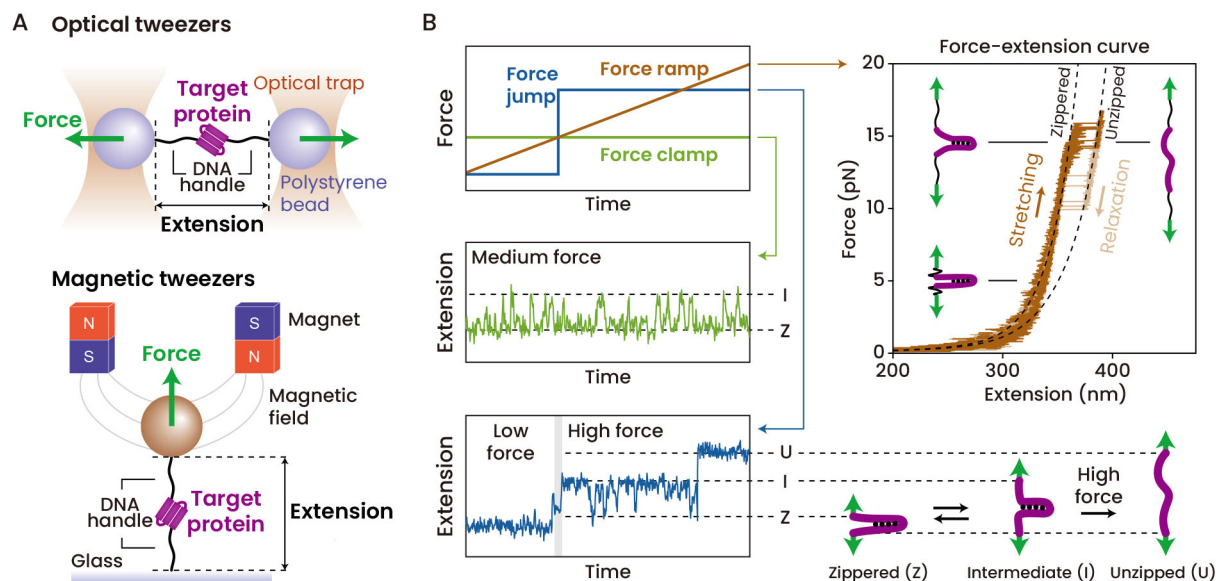 A
Optical tweezers
Optical trap
Target
protein
Force
DNA
handle
Polystyrene
bead
Extension
Magnetic tweezers
N
S
S
N
Magnet
Force
Magnetic
field
DNA
handle
Target
protein
Extension
Glass
B
Force
Force
jump
Force ramp
Force clamp
Time
Extension
Medium force
I
Z
Time
Extension
Low
force
High force
U
I
Z
Time
Force-extension curve
Force (pN)
20
15
10
5
0
Zippered
Unzipped
Stretching
Relaxation
200
300
400
Extension (nm)
High
force
Zippered (Z)
Intermediate (I)
Unzipped (U)